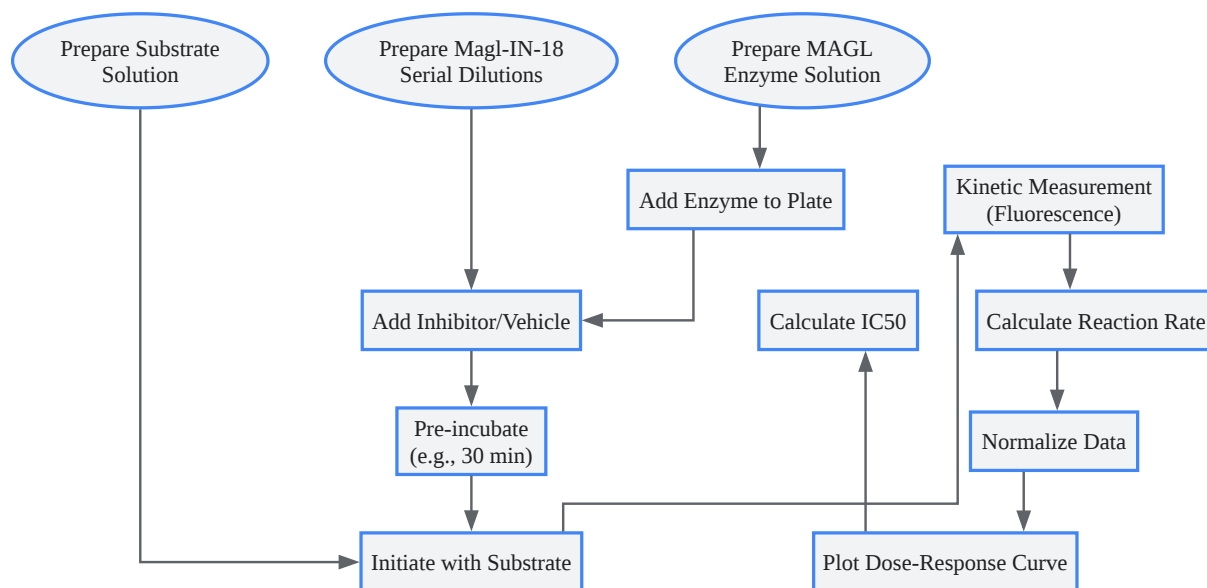 Prepare Substrate
Solution
Prepare Magl-IN-18
Serial Dilutions
Prepare MAGL
Enzyme Solution
Add Enzyme to Plate
Kinetic Measurement
(Fluorescence)
Add Inhibitor/Vehicle
Calculate IC50
Calculate Reaction Rate
Pre-incubate
(e.g., 30 min)
Normalize Data
Initiate with Substrate
Plot Dose-Response Curve